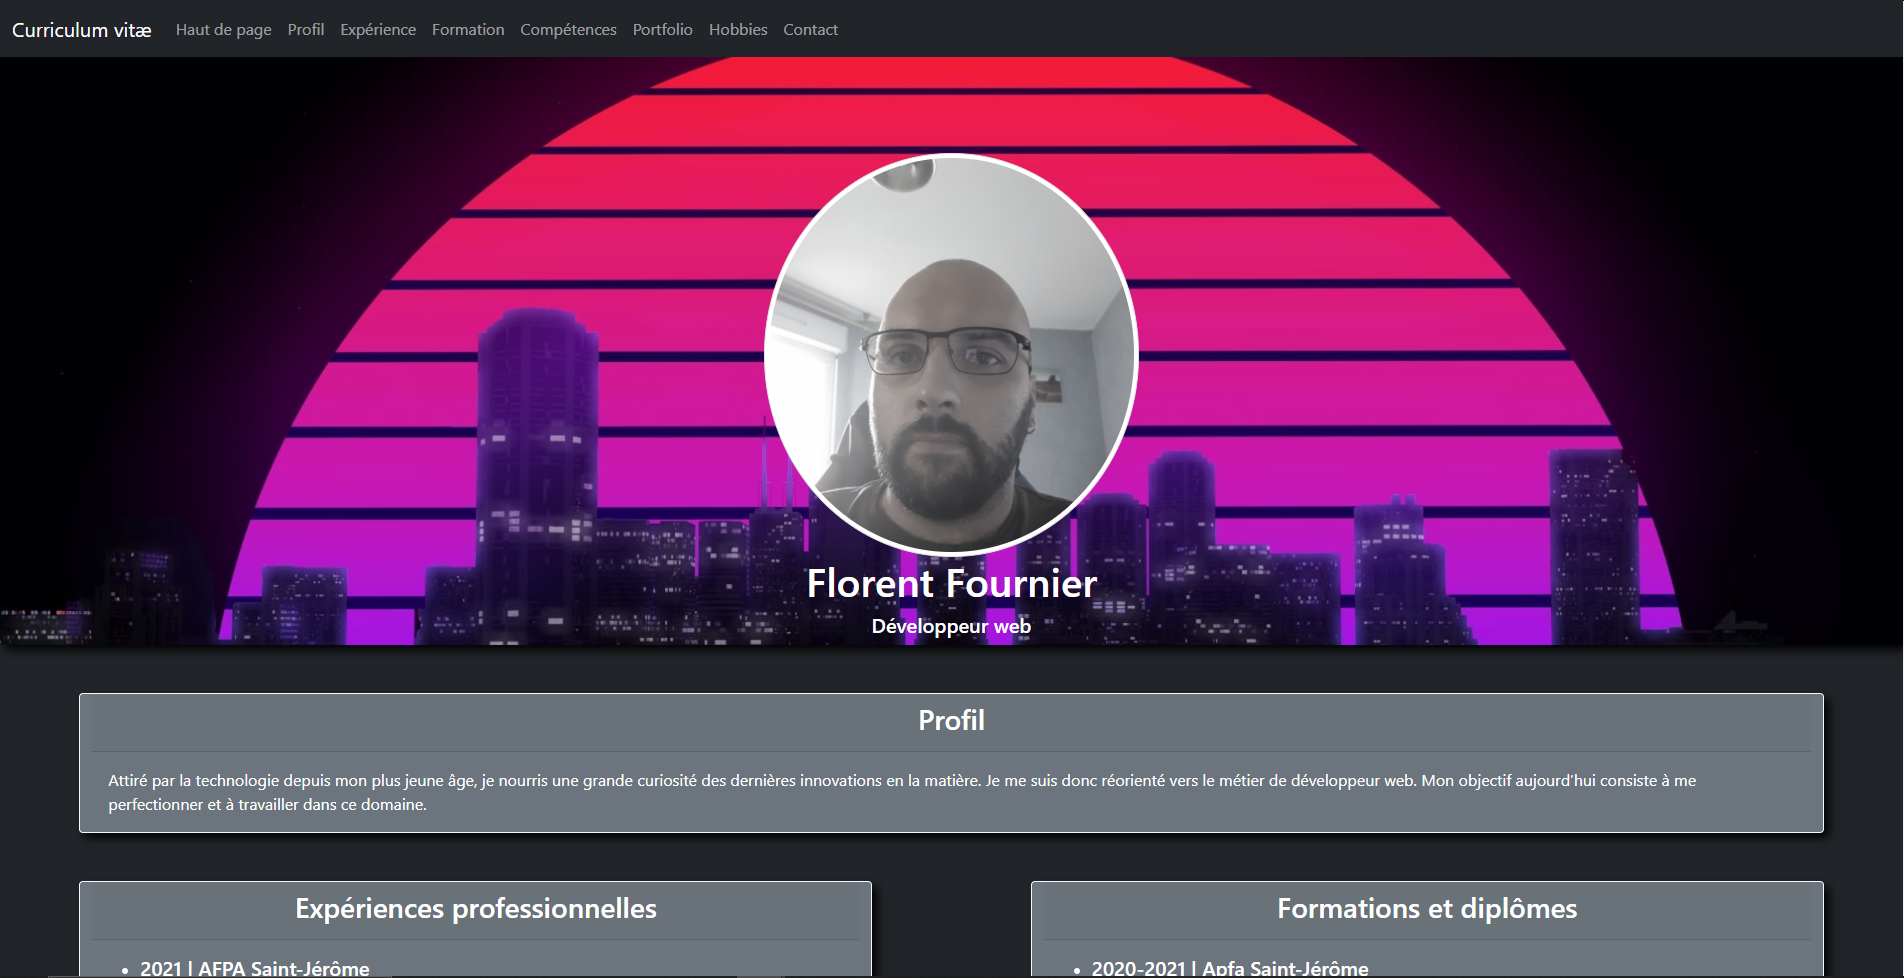 Curriculum vitæ Haut de page Profil Expérience Formation Compétences Portfolio Hobbies Contact
Florent Fournier
Développeur web
Profil
Attiré par la technologie depuis mon plus jeune âge, je nourris une grande curiosité des dernières innovations en la matière. Je me suis donc réorienté vers le métier de développeur web. Mon objectif aujourd’hui consiste à me
perfectionner et à travailler dans ce domaine.
Expériences professionnelles
• 2021 | AFPA Saint-Jérôme
Formations et diplômes
• 2020-2021 | Apfa Saint-Jérôme